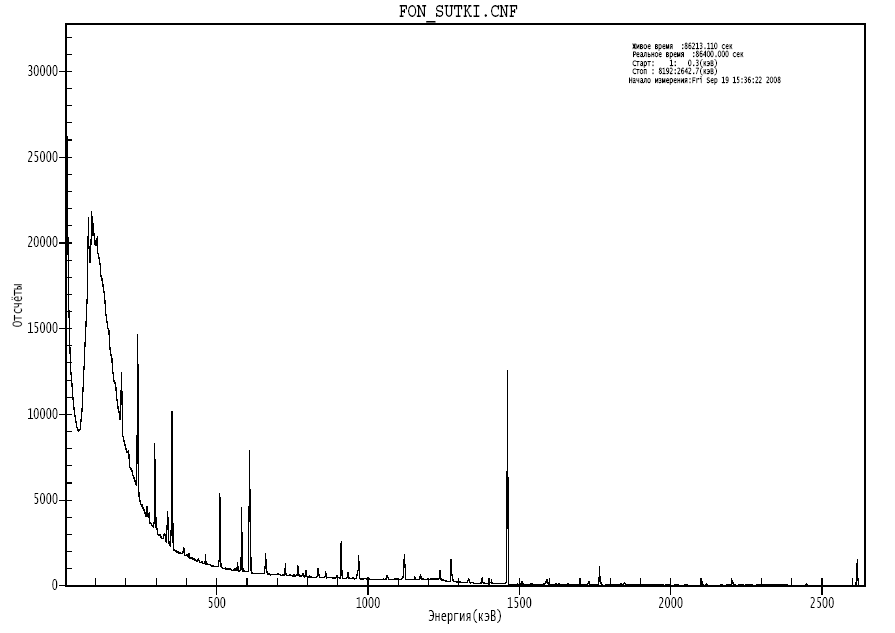 FON_SUTKI.CNF
Живое время :86213.110 сек
Реальное время :86400.000 сек
Старт: 1: 0.3(кэВ)
Стоп : 8192:2642.7(кэВ)
Начало измерения:Fri Sep 19 15:36:22 2008
30000
25000
20000
15000
10000
5000
0
Отсчёты
500 1000 1500 2000 2500
Энергия(кэВ)